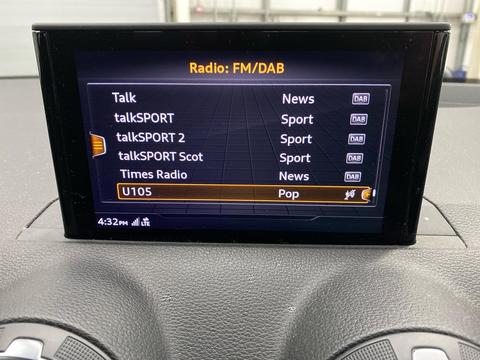 Radio: FM/DAB
Talk News DAB
talkSPORT Sport DAB
talkSPORT 2 Sport DAB
talkSPORT Scot Sport DAB
Times Radio News DAB
U105 Pop
4:32PM LTE